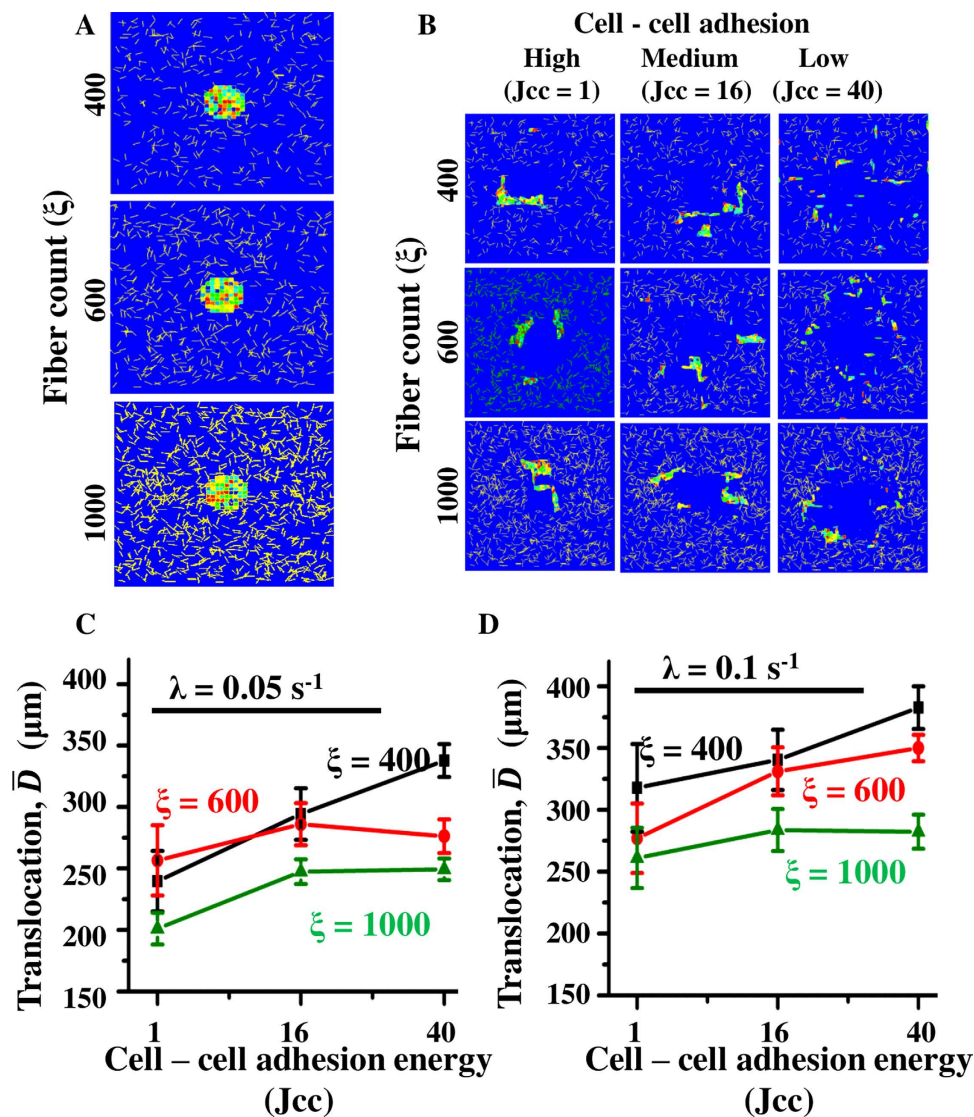 A
Fiber count (ξ)
400
600
1000
B
Cell - cell adhesion
High
(Jcc = 1)
Medium
(Jcc = 16)
Low
(Jcc = 40)
Fiber count (ξ)
400
600
1000
C
Translocation, D̅ (μm)
400
350
300
250
200
150
λ = 0.05 s⁻¹
ξ = 400
ξ = 600
ξ = 1000
1 16 40
Cell – cell adhesion energy
(Jcc)
D
Translocation, D̅ (μm)
400
350
300
250
200
150
λ = 0.1 s⁻¹
ξ = 400
ξ = 600
ξ = 1000
1 16 40
Cell – cell adhesion energy
(Jcc)